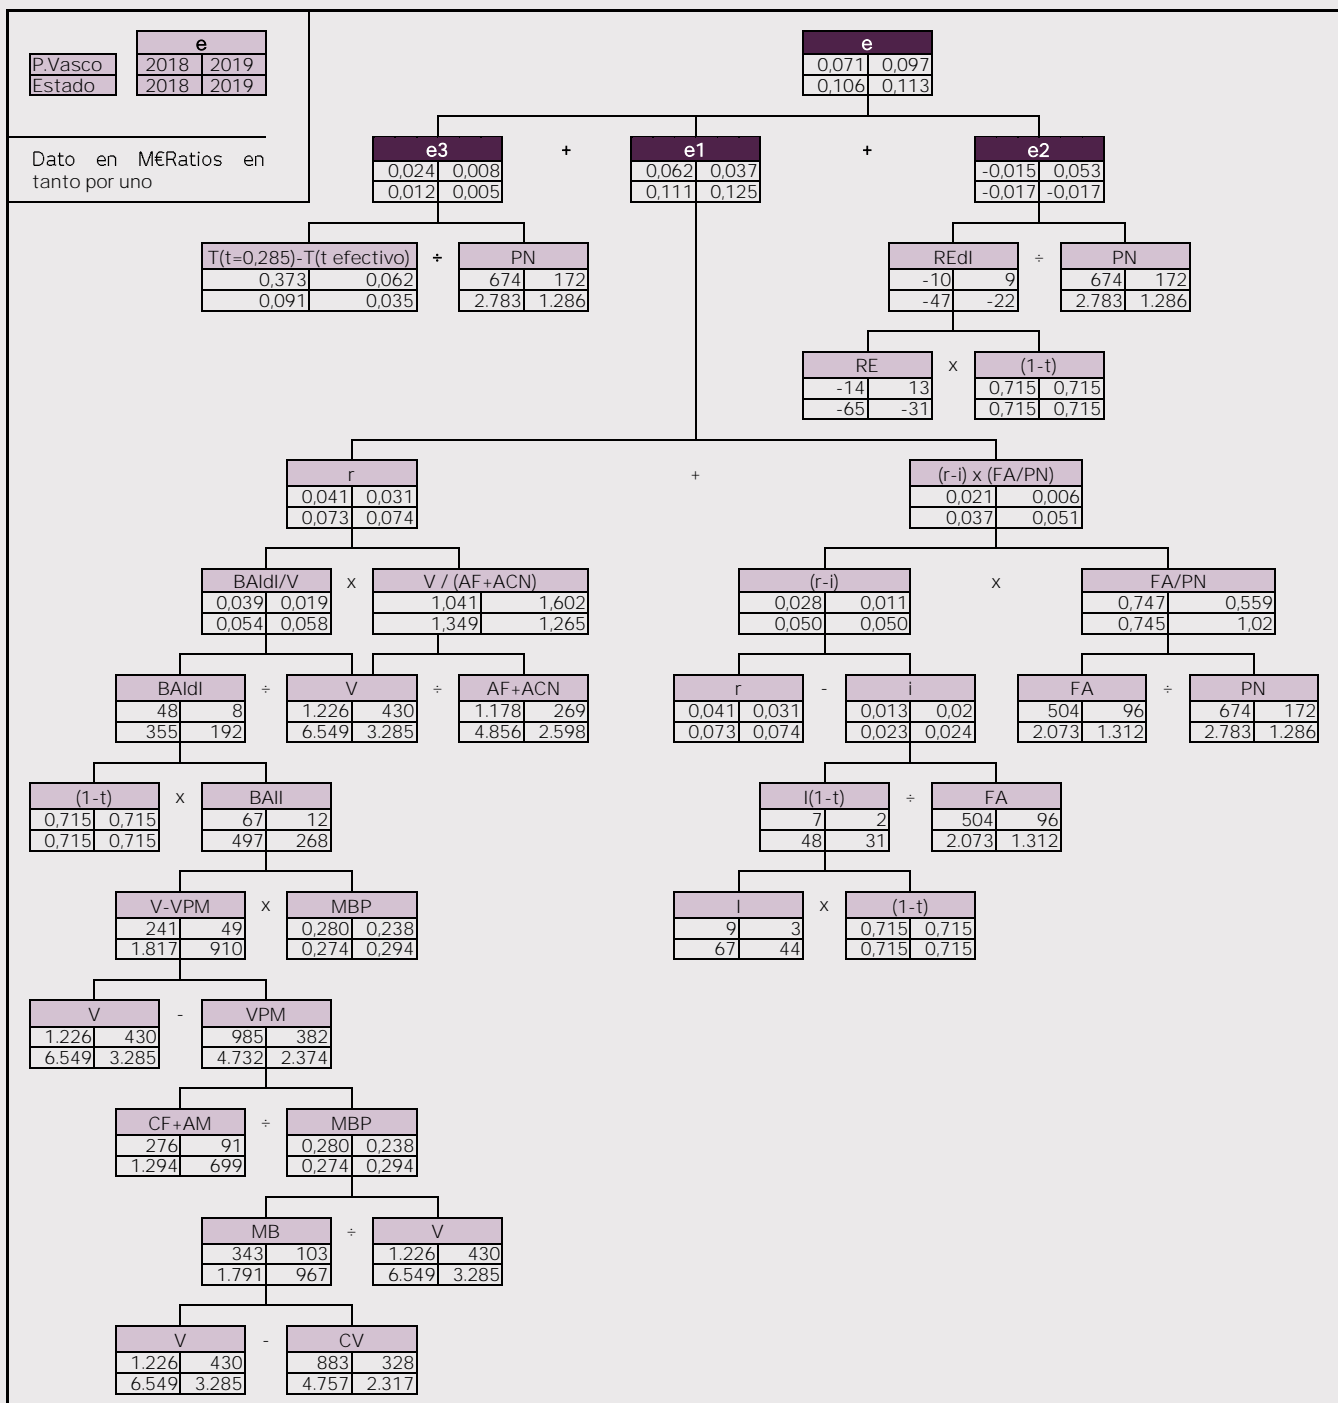 e
P.Vasco 2018 2019
Estado 2018 2019
Dato en M€Ratios en
tanto por uno
e
0,071 0,097
0,106 0,113
e3 + e1 + e2
0,024 0,008 0,062 0,037 -0,015 0,053
0,012 0,005 0,111 0,125 -0,017 -0,017
T(t=0,285)-T(t efectivo) ÷ PN REdI ÷ PN
0,373 0,062 674 172 -10 9 674 172
0,091 0,035 2.783 1.286 -47 -22 2.783 1.286
RE x (1-t)
-14 13 0,715 0,715
-65 -31 0,715 0,715
r + (r-i) x (FA/PN)
0,041 0,031 0,021 0,006
0,073 0,074 0,037 0,051
BAIdI/V x V / (AF+ACN) (r-i) x FA/PN
0,039 0,019 1,041 1,602 0,028 0,011 0,747 0,559
0,054 0,058 1,349 1,265 0,050 0,050 0,745 1,02
BAIdI ÷ V ÷ AF+ACN r - i FA ÷ PN
48 8 1.226 430 1.178 269 0,041 0,031 0,013 0,02 504 96 674 172
355 192 6.549 3.285 4.856 2.598 0,073 0,074 0,023 0,024 2.073 1.312 2.783 1.286
(1-t) x BAII I(1-t) ÷ FA
0,715 0,715 67 12 7 2 504 96
0,715 0,715 497 268 48 31 2.073 1.312
V-VPM x MBP I x (1-t)
241 49 0,280 0,238 9 3 0,715 0,715
1.817 910 0,274 0,294 67 44 0,715 0,715
V - VPM
1.226 430 985 382
6.549 3.285 4.732 2.374
CF+AM ÷ MBP
276 91 0,280 0,238
1.294 699 0,274 0,294
MB ÷ V
343 103 1.226 430
1.791 967 6.549 3.285
V - CV
1.226 430 883 328
6.549 3.285 4.757 2.317